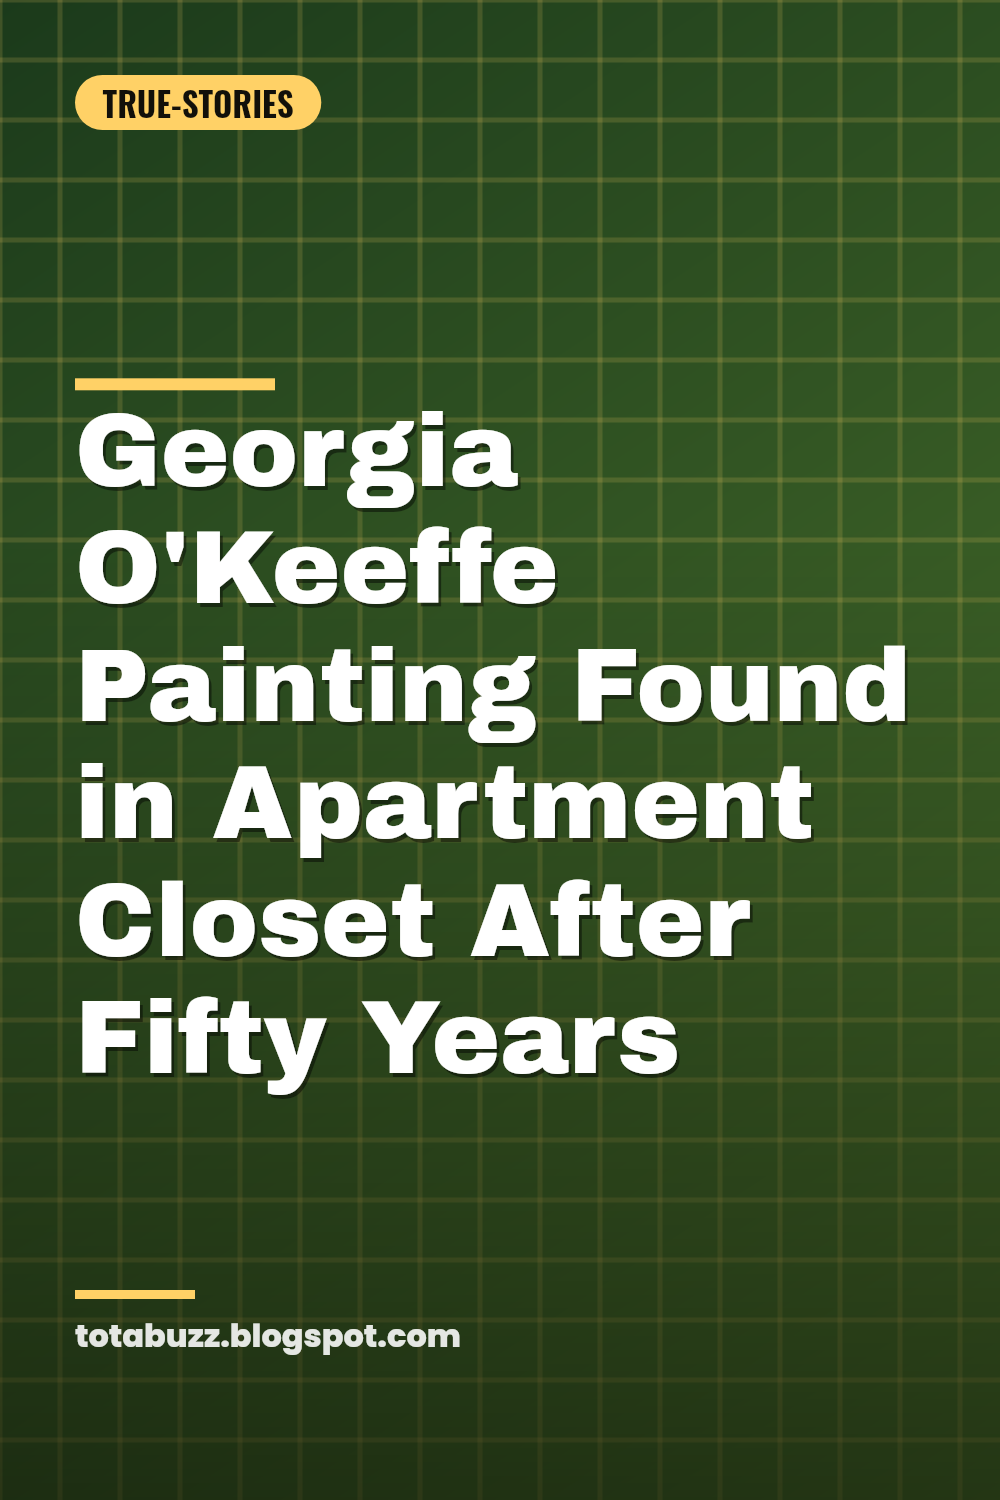 TRUE-STORIES
Georgia
O'Keeffe
Painting Found
in Apartment
Closet After
Fifty Years
totabuzz.blogspot.com